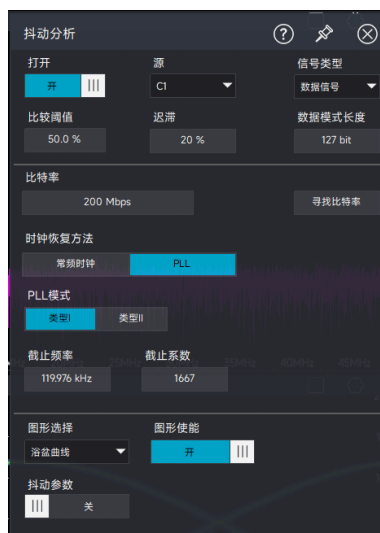 抖动分析
打开 源 信号类型
开 C1 数据信号
比较阈值 迟滞 数据模式长度
50.0 % 20 % 127 bit
比特率
200 Mbps 寻找比特率
时钟恢复方法
常频时钟 PLL
PLL模式
类型I 类型II
截止频率 截止系数
119.976 kHz 1667
图形选择 图形使能
浴盆曲线 开
抖动参数
关